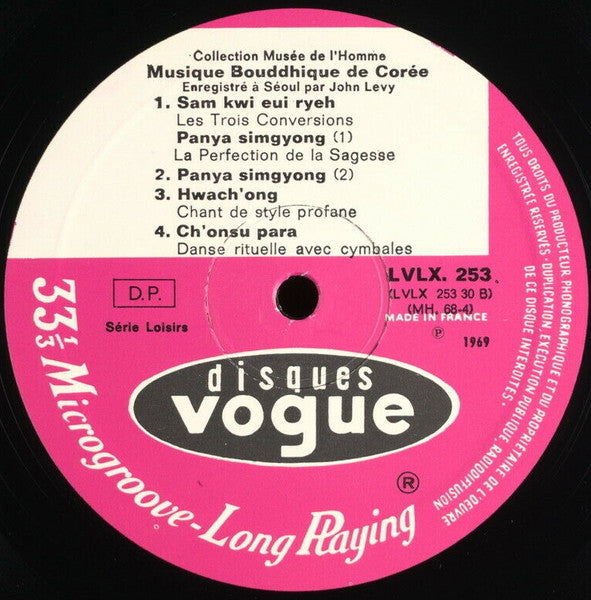 Collection Musée de l'Homme
Musique Bouddhique de Corée
Enregistré à Séoul par John Levy
1. Sam kwi eui ryeh
Les Trois Conversions
Panya simgyong (1)
La Perfection de la Sagesse
2. Panya simgyong (2)
3. Hwach'ong
Chant de style profane
4. Ch'onsu para
Danse rituelle avec cymbales
D.P.
Série Loisirs
LVLX. 253
(LVLX 253 30 B)
(MH. 68-4)
MADE IN FRANCE
℗ 1969
disques
vogue
®
33 1/3 Microgroove-Long Playing
TOUS DROITS DU PRODUCTEUR PHONOGRAPHIQUE ET DU PROPRIÉTAIRE DE L'OEUVRE
ENREGISTRÉE RÉSERVÉS - DUPLICATION, EXÉCUTION PUBLIQUE, RADIODIFFUSION
DE CE DISQUE INTERDITES.